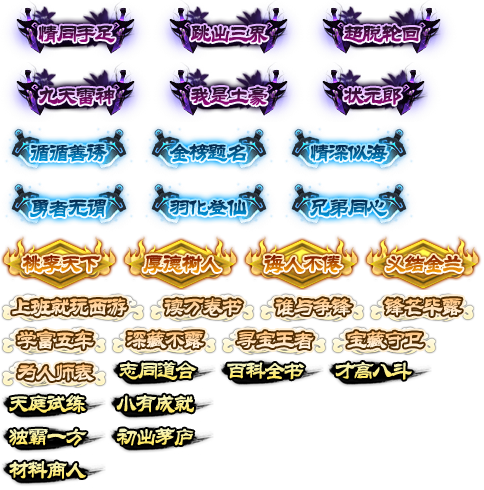 情同手足 跳出三界 超脱轮回
九天雷神 我是土豪 状元郎
循循善诱 金榜题名 情深似海
勇者无谓 羽化登仙 兄弟同心
桃李天下 厚德树人 诲人不倦 义结金兰
上班就玩西游 读万卷书 谁与争锋 锋芒毕露
学富五车 深藏不露 寻宝王者 宝藏守卫
为人师表 志同道合 百科全书 才高八斗
天庭试练 小有成就
独霸一方 初出茅庐
材料商人